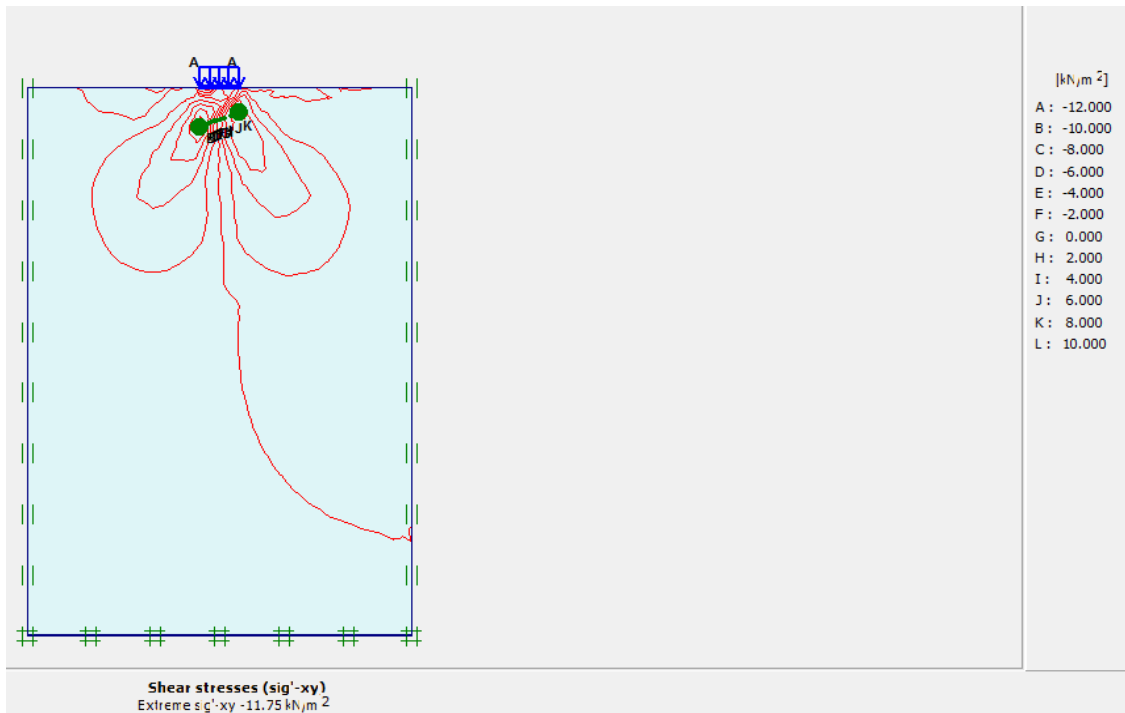 A A
JK
[kN/m 2]
A : -12.000
B : -10.000
C : -8.000
D : -6.000
E : -4.000
F : -2.000
G : 0.000
H : 2.000
I : 4.000
J : 6.000
K : 8.000
L : 10.000
Shear stresses (sig'-xy)
Extreme sig'-xy -11.75 kN/m 2